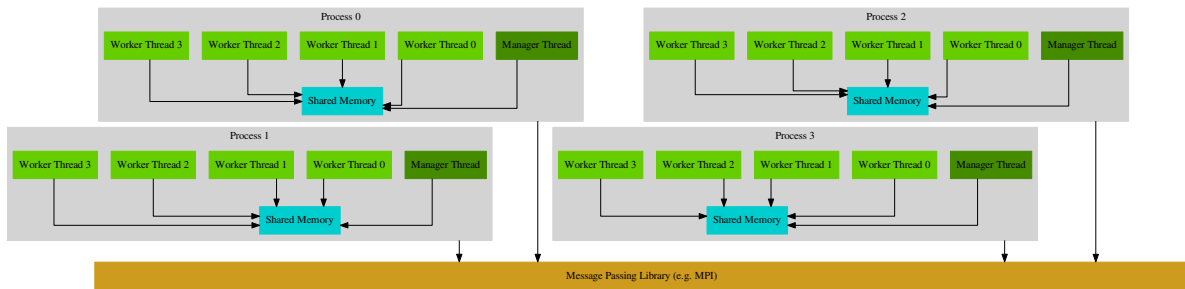 Process 0
Worker Thread 3 Worker Thread 2 Worker Thread 1 Worker Thread 0 Manager Thread
Shared Memory
Process 2
Worker Thread 3 Worker Thread 2 Worker Thread 1 Worker Thread 0 Manager Thread
Shared Memory
Process 1
Worker Thread 3 Worker Thread 2 Worker Thread 1 Worker Thread 0 Manager Thread
Shared Memory
Process 3
Worker Thread 3 Worker Thread 2 Worker Thread 1 Worker Thread 0 Manager Thread
Shared Memory
Message Passing Library (e.g. MPI)